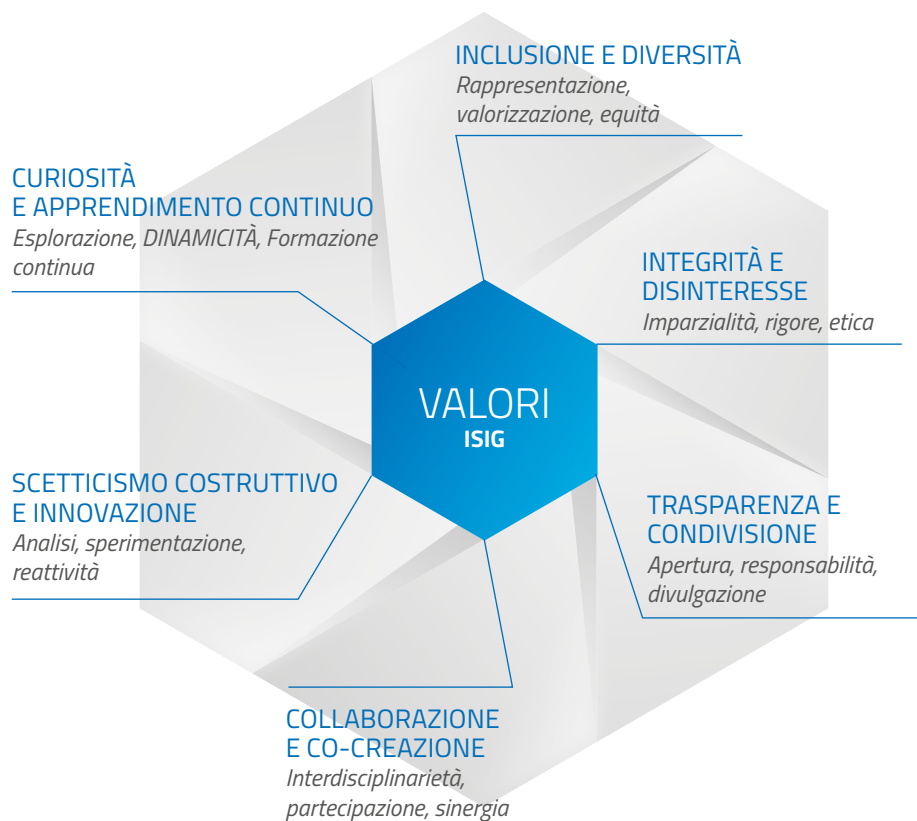 INCLUSIONE E DIVERSITÀ
Rappresentazione,
valorizzazione, equità
CURIOSITÀ
E APPRENDIMENTO CONTINUO
Esplorazione, DINAMICITÀ, Formazione
continua
INTEGRITÀ E
DISINTERESSE
Imparzialità, rigore, etica
VALORI
ISIG
SCETTICISMO COSTRUTTIVO
E INNOVAZIONE
Analisi, sperimentazione,
reattività
TRASPARENZA E
CONDIVISIONE
Apertura, responsabilità,
divulgazione
COLLABORAZIONE
E CO-CREAZIONE
Interdisciplinarietà,
partecipazione, sinergia